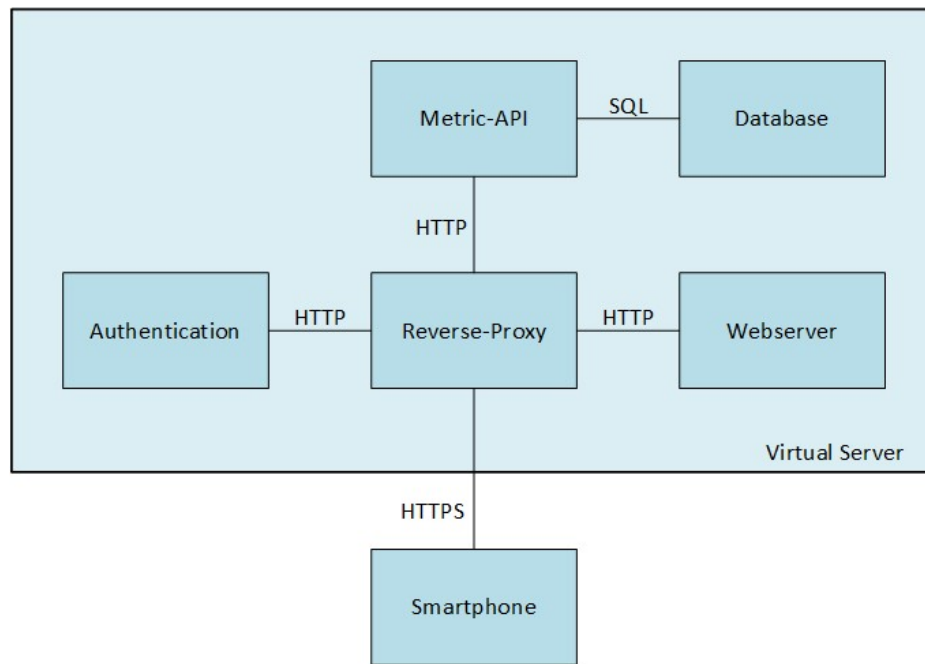 Metric-API
SQL
Database
HTTP
Authentication
HTTP
Reverse-Proxy
HTTP
Webserver
Virtual Server
HTTPS
Smartphone